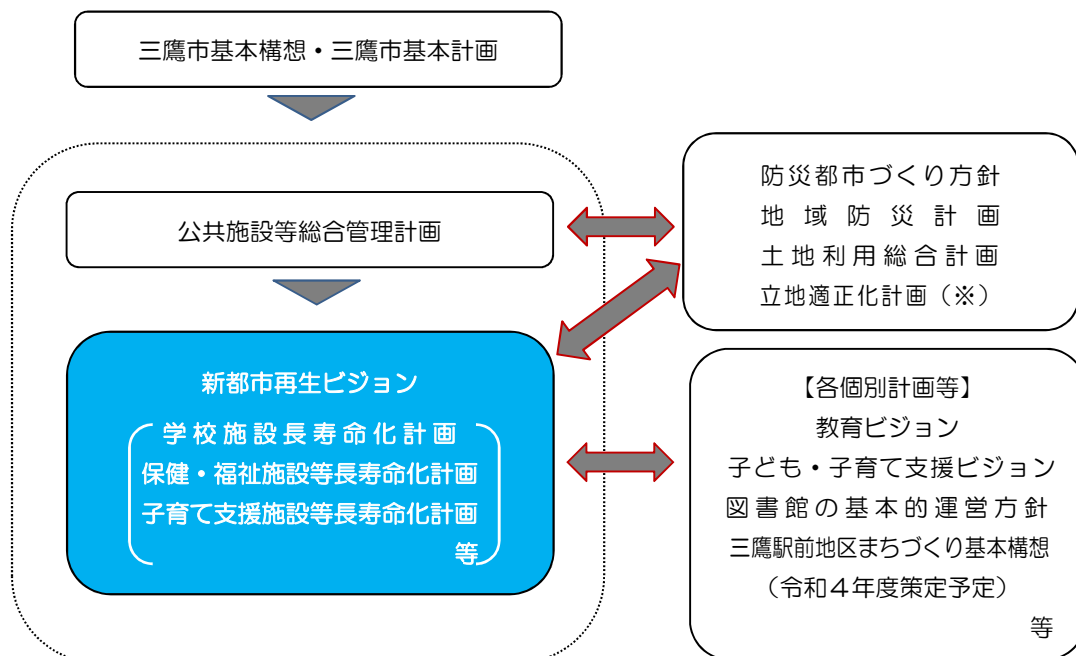 三鷹市基本構想・三鷹市基本計画
公共施設等総合管理計画
新都市再生ビジョン
学校施設長寿命化計画
保健・福祉施設等長寿命化計画
子育て支援施設等長寿命化計画
等
防災都市づくり方針
地域防災計画
土地利用総合計画
立地適正化計画（※）
【各個別計画等】
教育ビジョン
子ども・子育て支援ビジョン
図書館の基本的運営方針
三鷹駅前地区まちづくり基本構想
（令和４年度策定予定）
等